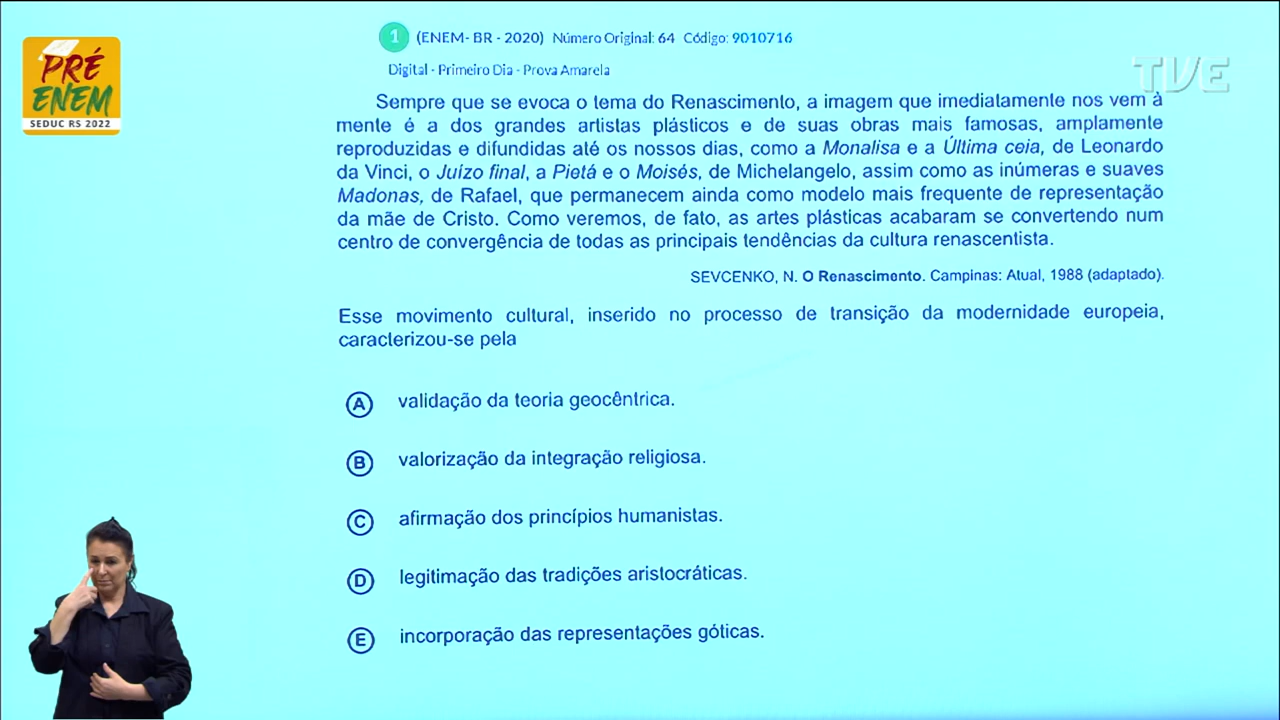 PRÉ
ENEM
SEDUC RS 2022
TVE
1 (ENEM- BR - 2020) Número Original: 64 Código: 9010716
Digital - Primeiro Dia - Prova Amarela
Sempre que se evoca o tema do Renascimento, a imagem que imediatamente nos vem à
mente é a dos grandes artistas plásticos e de suas obras mais famosas, amplamente
reproduzidas e difundidas até os nossos dias, como a Monalisa e a Última ceia, de Leonardo
da Vinci, o Juízo final, a Pietá e o Moisés, de Michelangelo, assim como as inúmeras e suaves
Madonas, de Rafael, que permanecem ainda como modelo mais frequente de representação
da mãe de Cristo. Como veremos, de fato, as artes plásticas acabaram se convertendo num
centro de convergência de todas as principais tendências da cultura renascentista.
SEVCENKO, N. O Renascimento. Campinas: Atual, 1988 (adaptado).
Esse movimento cultural, inserido no processo de transição da modernidade europeia,
caracterizou-se pela
A validação da teoria geocêntrica.
B valorização da integração religiosa.
C afirmação dos princípios humanistas.
D legitimação das tradições aristocráticas.
E incorporação das representações góticas.